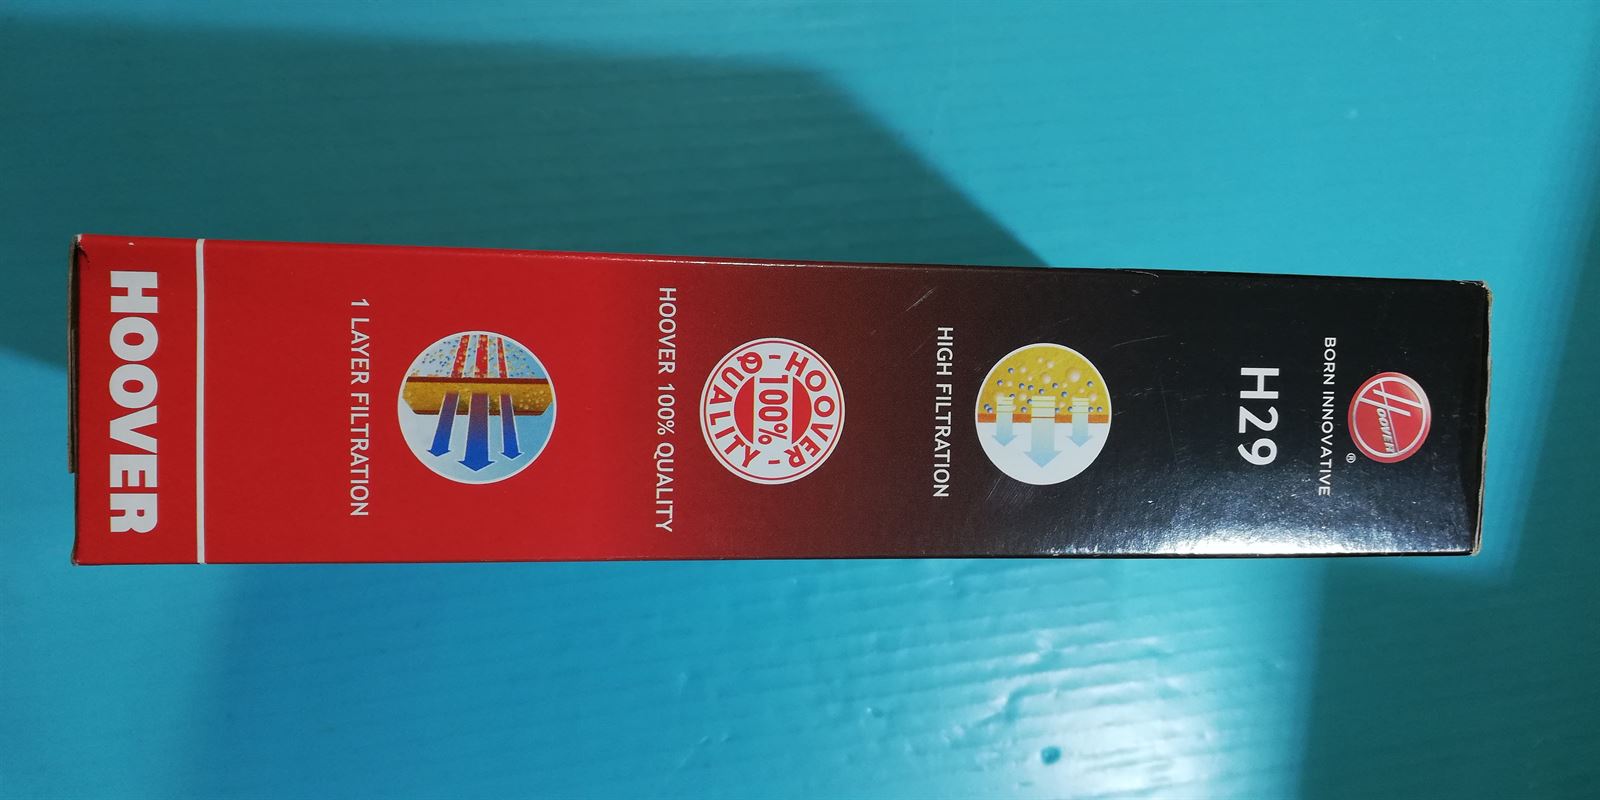 HOOVER
®
BORN INNOVATIVE
H29
HIGH FILTRATION
HOOVER
100%
QUALITY
HOOVER 100% QUALITY
1 LAYER FILTRATION
HOOVER